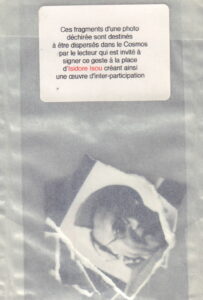 Ces fragments d'une photo
déchirée sont destinés
à être dispersés dans le Cosmos
par le lecteur qui est invité à
signer ce geste à la place
d'Isidore Isou créant ainsi
une œuvre d'inter-participation